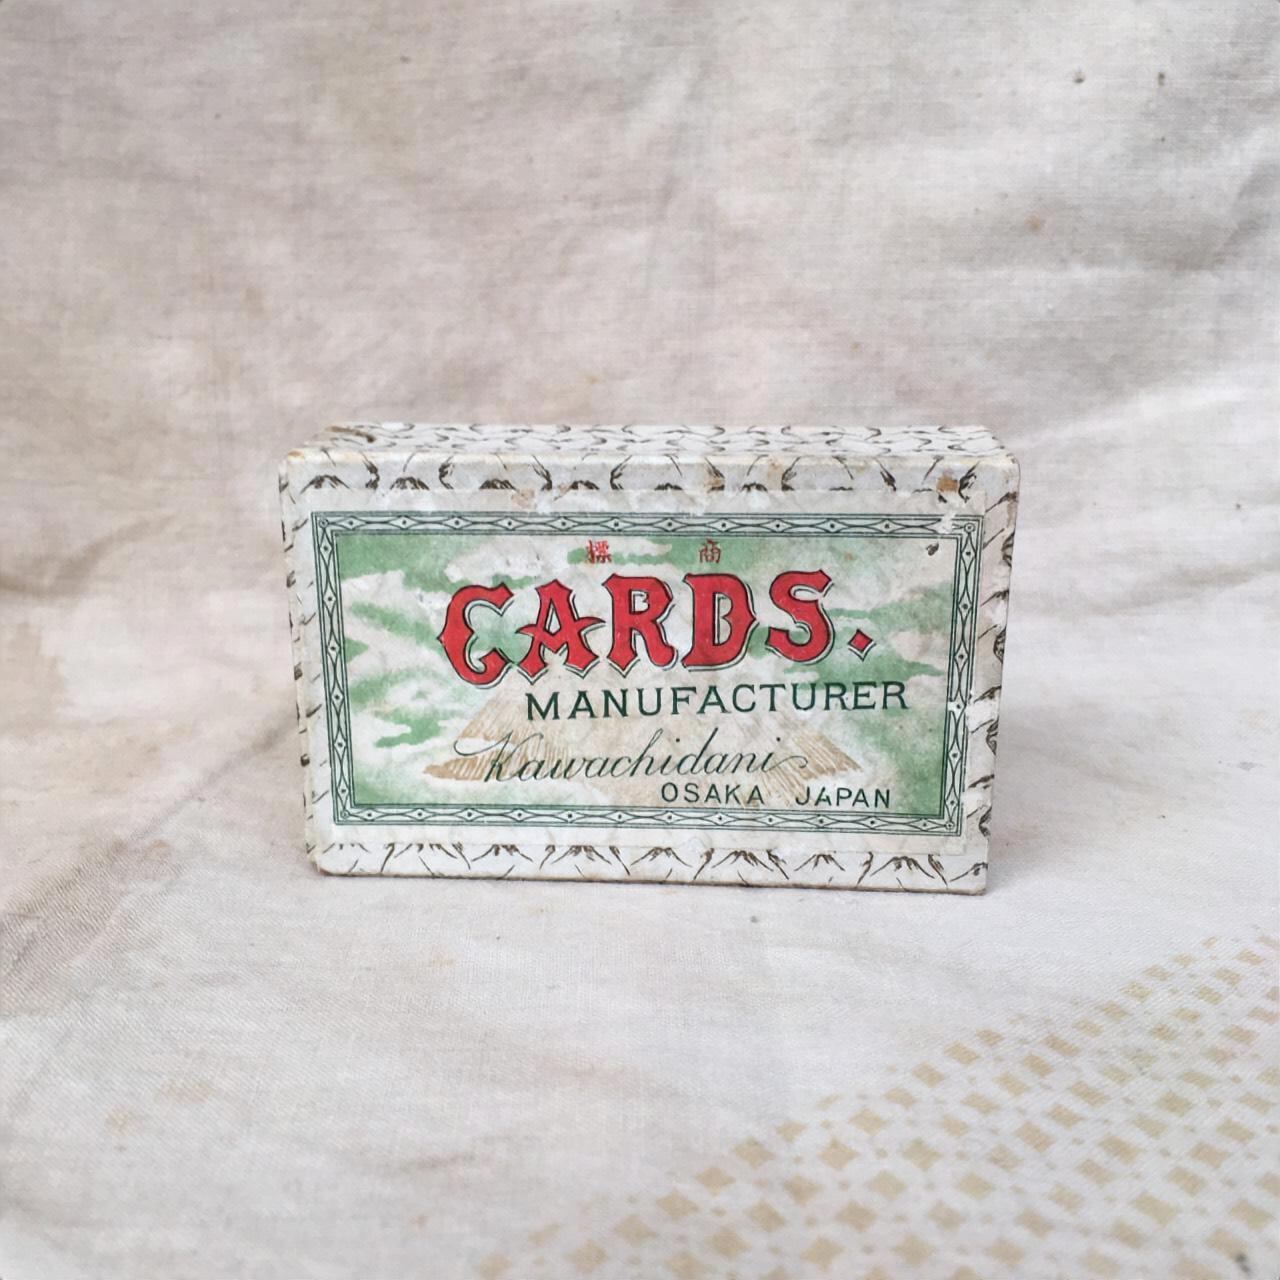 商標
CARDS.
MANUFACTURER
Kawachidani
OSAKA JAPAN